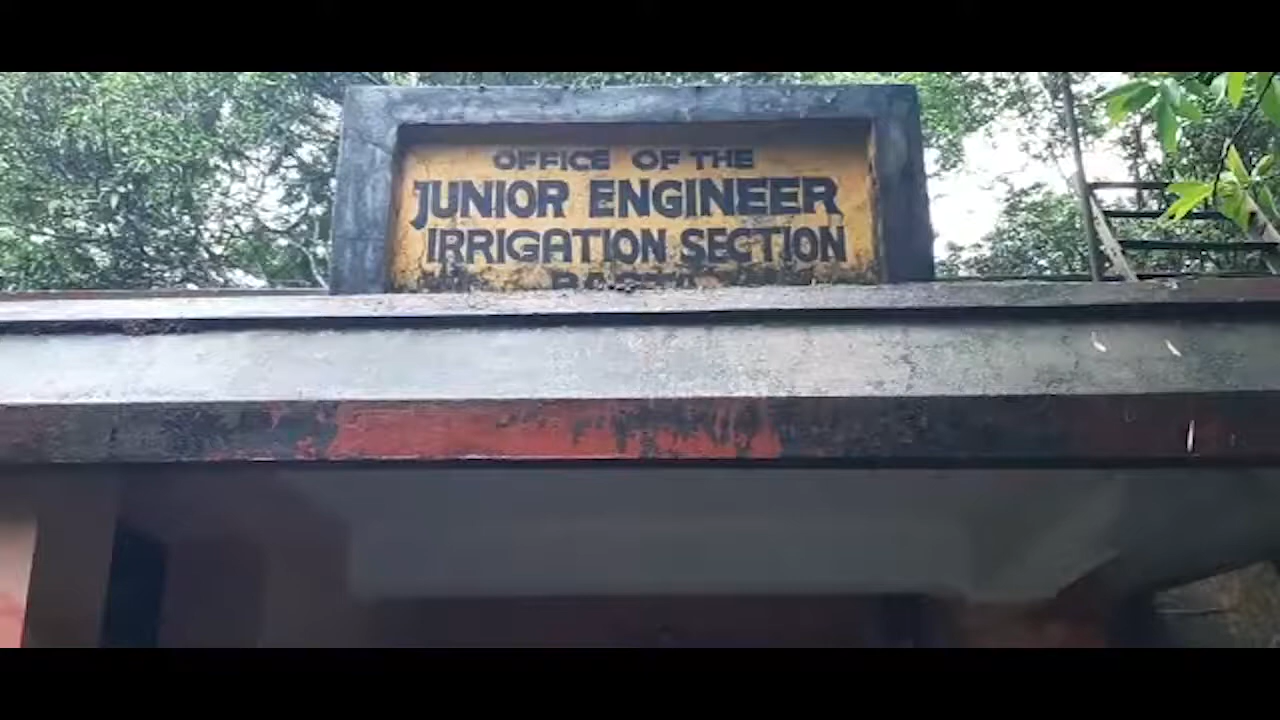 OFFICE OF THE
JUNIOR ENGINEER
IRRIGATION SECTION